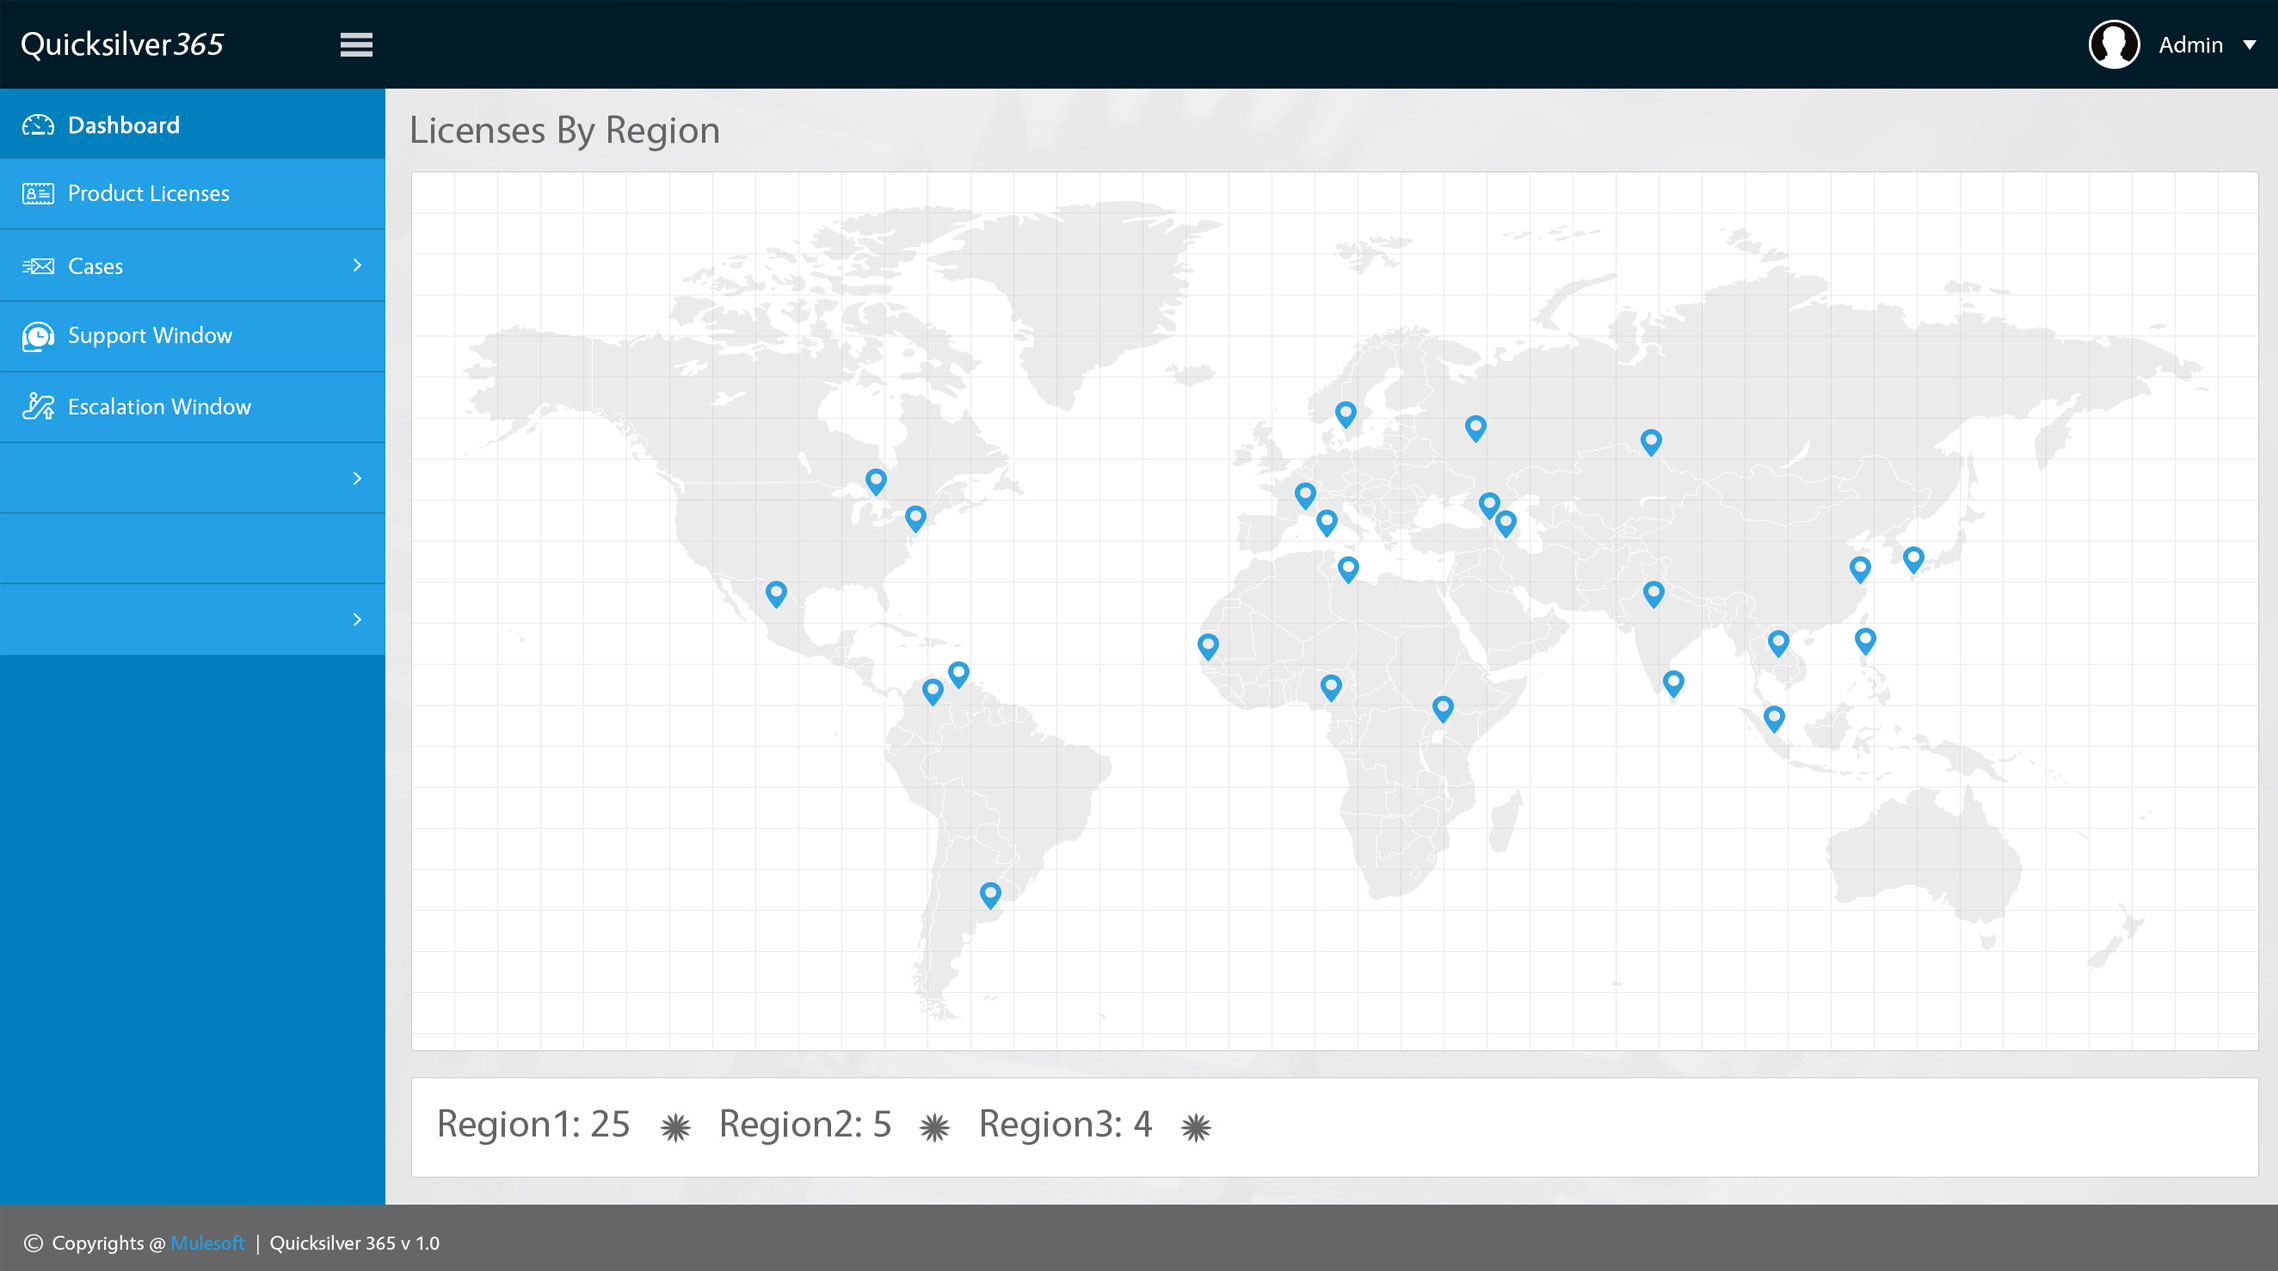 Quicksilver365
Admin
Dashboard
Product Licenses
Cases
Support Window
Escalation Window
Licenses By Region
Region1: 25 Region2: 5 Region3: 4
© Copyrights @ Mulesoft | Quicksilver 365 v 1.0